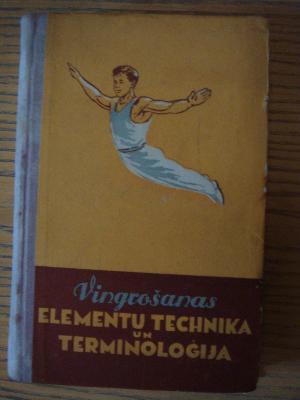 Vingrošanas
ELEMENTU TECHNIKA
UN
TERMINOLOĢIJA